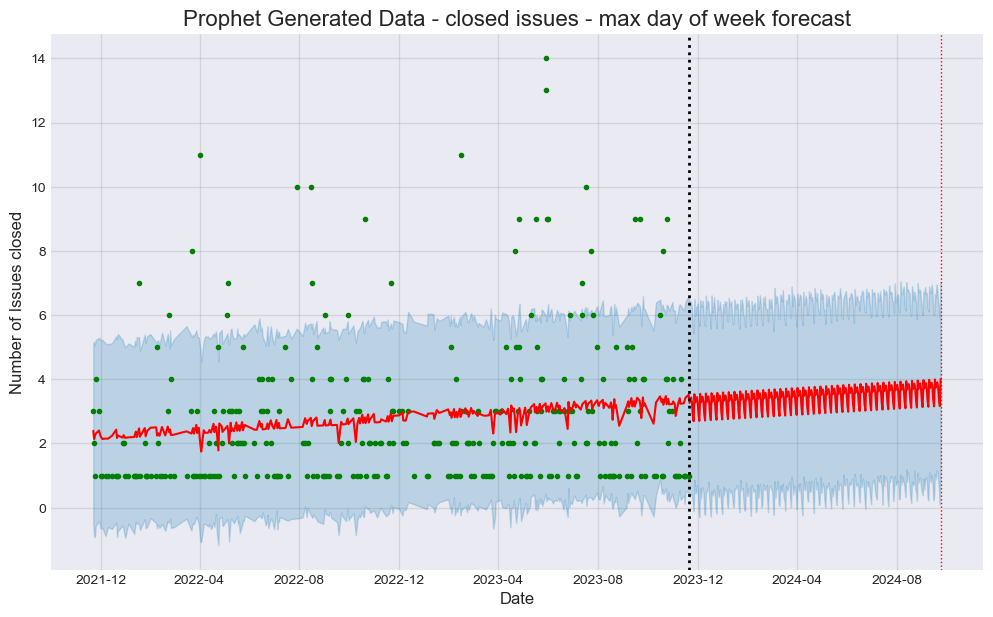 Prophet Generated Data - closed issues - max day of week forecast
Number of Issues closed
14
12
10
8
6
4
2
0
2021-12 2022-04 2022-08 2022-12 2023-04 2023-08 2023-12 2024-04 2024-08
Date